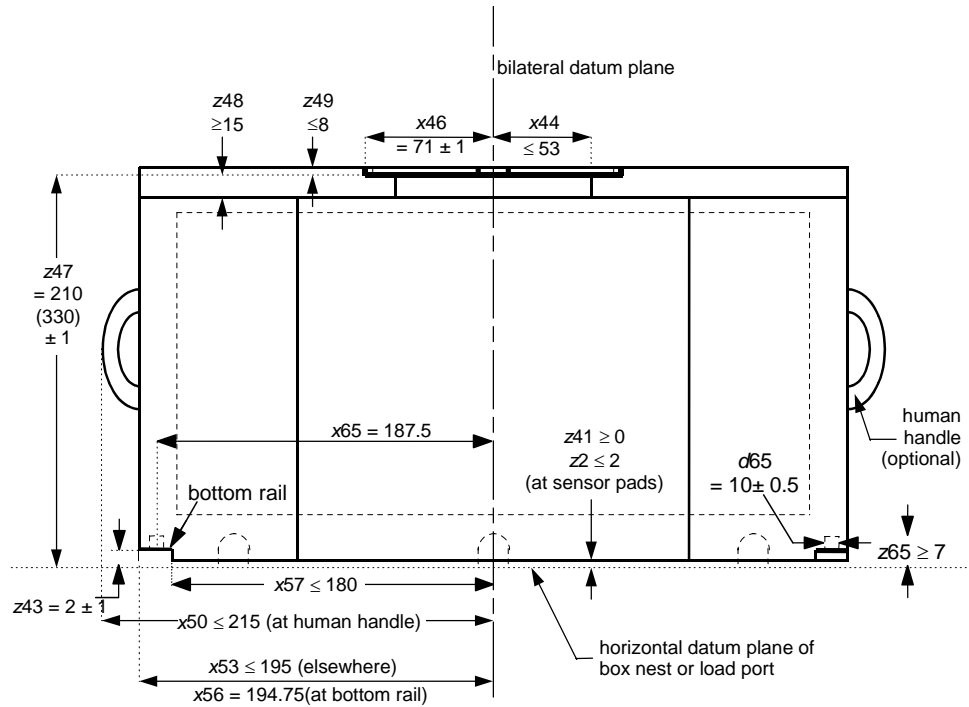 bilateral datum plane
z48
≥15
z49
≤8
x46
= 71 ± 1
x44
≤ 53
z47
= 210
(330)
± 1
x65 = 187.5
z41 ≥ 0
z2 ≤ 2
(at sensor pads)
d65
= 10± 0.5
human
handle
(optional)
bottom rail
z65 ≥ 7
x57 ≤ 180
z43 = 2 ± 1
x50 ≤ 215 (at human handle)
horizontal datum plane of
box nest or load port
x53 ≤ 195 (elsewhere)
x56 = 194.75(at bottom rail)